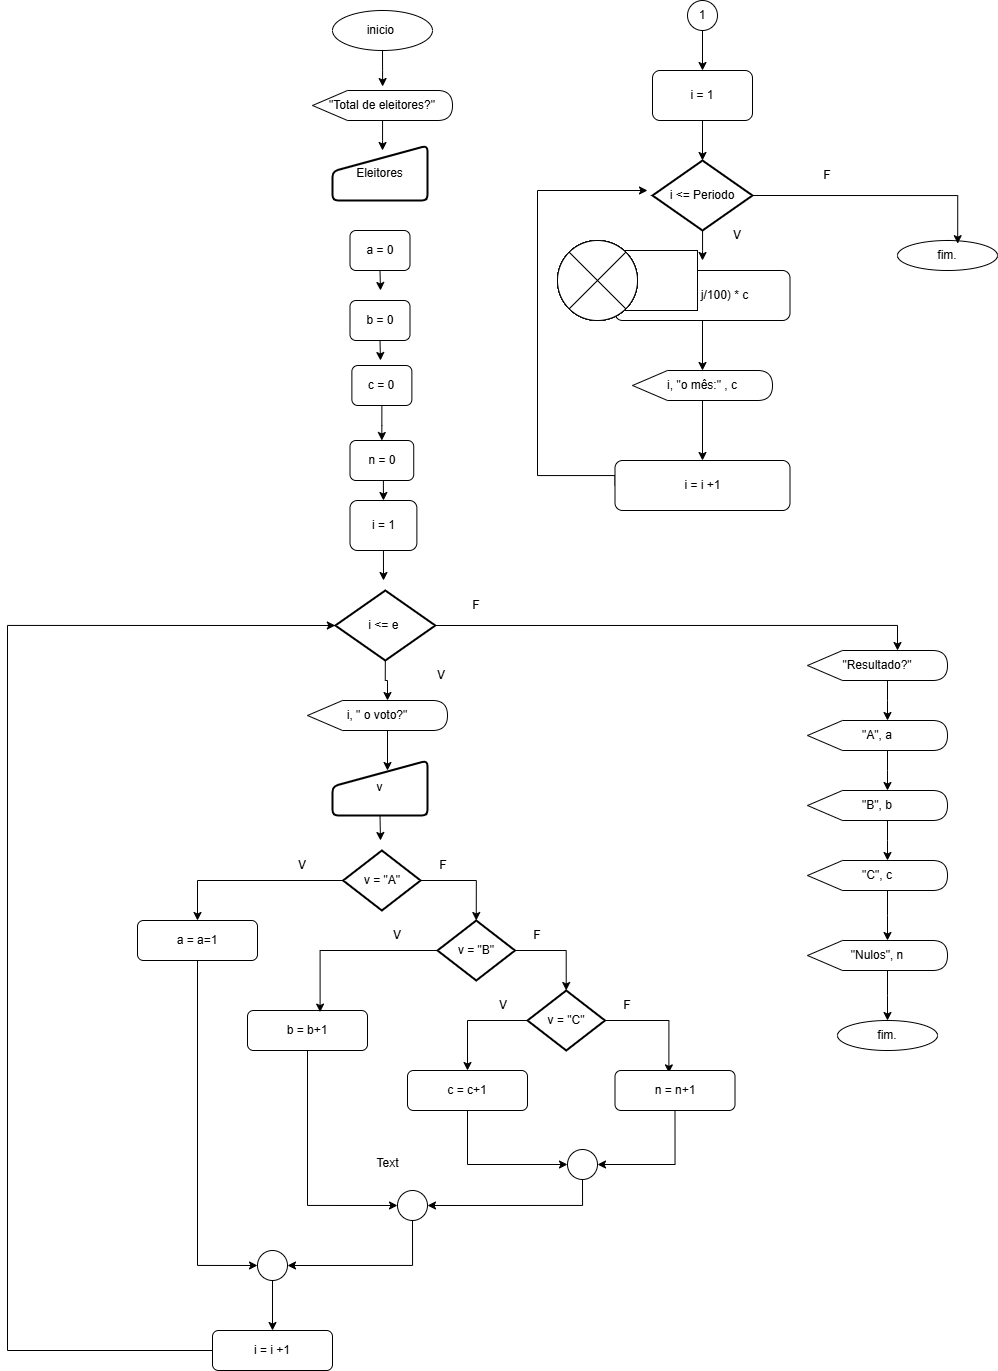 inicio
"Total de eleitores?"
Eleitores
a = 0
b = 0
c = 0
n = 0
i = 1
i <= e
F
V
i, " o voto?"
v
v = "A"
V
F
a = a=1
v = "B"
V
F
b = b+1
v = "C"
V
F
c = c+1
n = n+1
Text
i = i +1
"Resultado?"
"A", a
"B", b
"C", c
"Nulos", n
fim.
1
i = 1
i <= Periodo
F
V
fim.
j/100) * c
i, "o mês:" , c
i = i +1